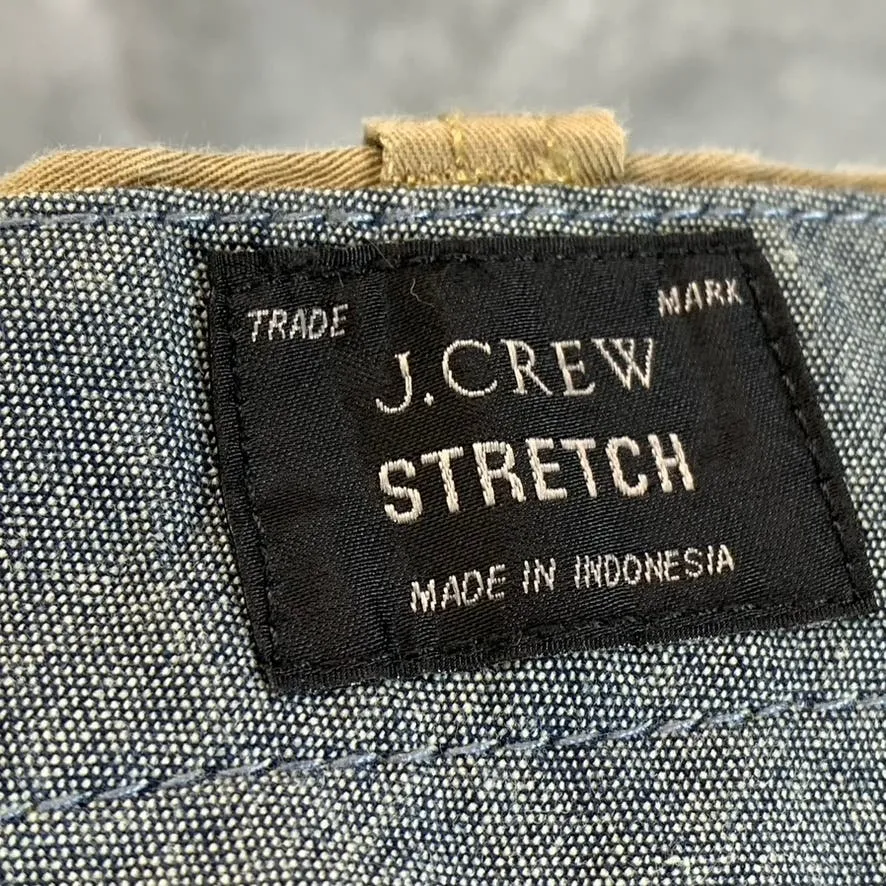 TRADE MARK
J.CREW
STRETCH
MADE IN INDONESIA